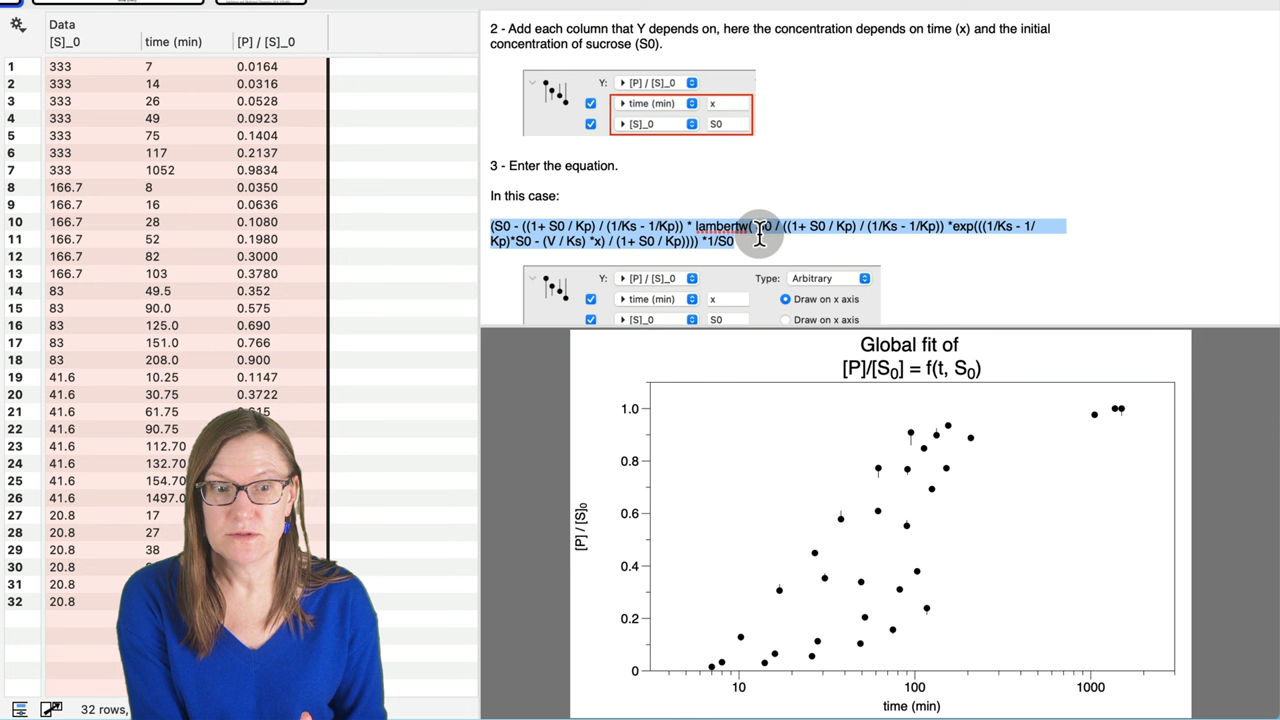 Data
[S]_0 time (min) [P] / [S]_0
1 333 7 0.0164
2 333 14 0.0316
3 333 26 0.0528
4 333 49 0.0923
5 333 75 0.1404
6 333 117 0.2137
7 333 1052 0.9834
8 166.7 8 0.0350
9 166.7 16 0.0636
10 166.7 28 0.1080
11 166.7 52 0.1980
12 166.7 82 0.3000
13 166.7 103 0.3780
14 83 49.5 0.352
15 83 90.0 0.575
16 83 125.0 0.690
17 83 151.0 0.766
18 83 208.0 0.900
19 41.6 10.25 0.1147
20 41.6 30.75 0.3722
21 41.6 61.75
22 41.6 90.75
23 41.6 112.70
24 41.6 132.70
25 41.6 154.70
26 41.6 1497.0
27 20.8 17
28 20.8 27
29 20.8 38
30 20.8
31 20.8
32 20.8
32 rows,
2 - Add each column that Y depends on, here the concentration depends on time (x) and the initial
concentration of sucrose (S0).
Y: [P] / [S]_0
time (min) x
[S]_0 S0
3 - Enter the equation.
In this case:
(S0 - ((1+ S0 / Kp) / (1/Ks - 1/Kp)) * lambertw( / ((1+ S0 / Kp) / (1/Ks - 1/Kp)) *exp(((1/Ks - 1/
Kp)*S0 - (V / Ks) *x) / (1+ S0 / Kp)))) *1/S0
Y: [P] / [S]_0 Type: Arbitrary
time (min) x Draw on x axis
[S]_0 S0 Draw on x axis
Global fit of
[P]/[S₀] = f(t, S₀)
1.0
0.8
0.6
0.4
0.2
0
[P] / [S]₀
10 100 1000
time (min)